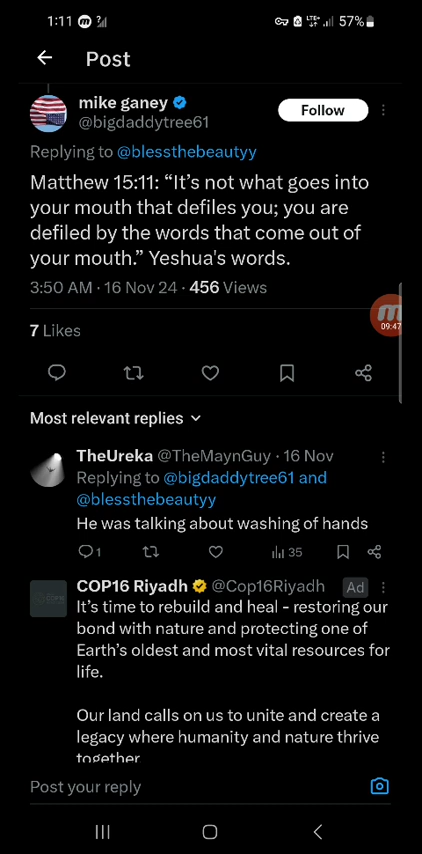 1:11
57%
Post
mike ganey
@bigdaddytree61
Follow
Replying to @blessthebeautyy
Matthew 15:11: “It’s not what goes into
your mouth that defiles you; you are
defiled by the words that come out of
your mouth.” Yeshua's words.
3:50 AM · 16 Nov 24 · 456 Views
09:47
7 Likes
Most relevant replies
TheUreka @TheMaynGuy · 16 Nov
Replying to @bigdaddytree61 and
@blessthebeautyy
He was talking about washing of hands
1
35
COP16 Riyadh @Cop16Riyadh Ad
It’s time to rebuild and heal - restoring our
bond with nature and protecting one of
Earth’s oldest and most vital resources for
life.
Our land calls on us to unite and create a
legacy where humanity and nature thrive
together
Post your reply